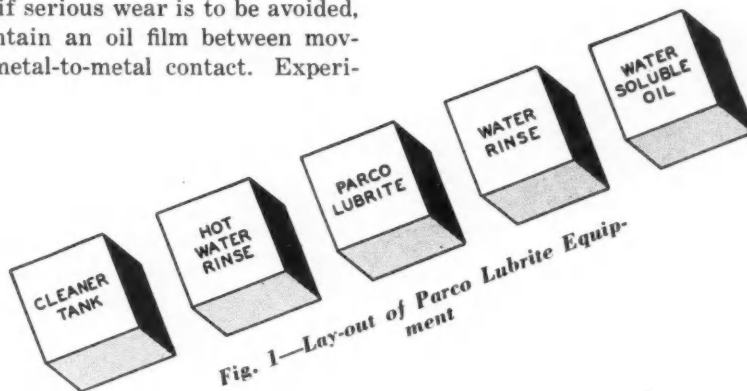 if serious wear is to be avoided,
ntain an oil film between mov-
metal-to-metal contact. Experi-
CLEANER
TANK
HOT
WATER
RINSE
PARCO
LUBRITE
WATER
RINSE
WATER
SOLUBLE
OIL
Fig. 1—Lay-out of Parco Lubrite Equip-
ment